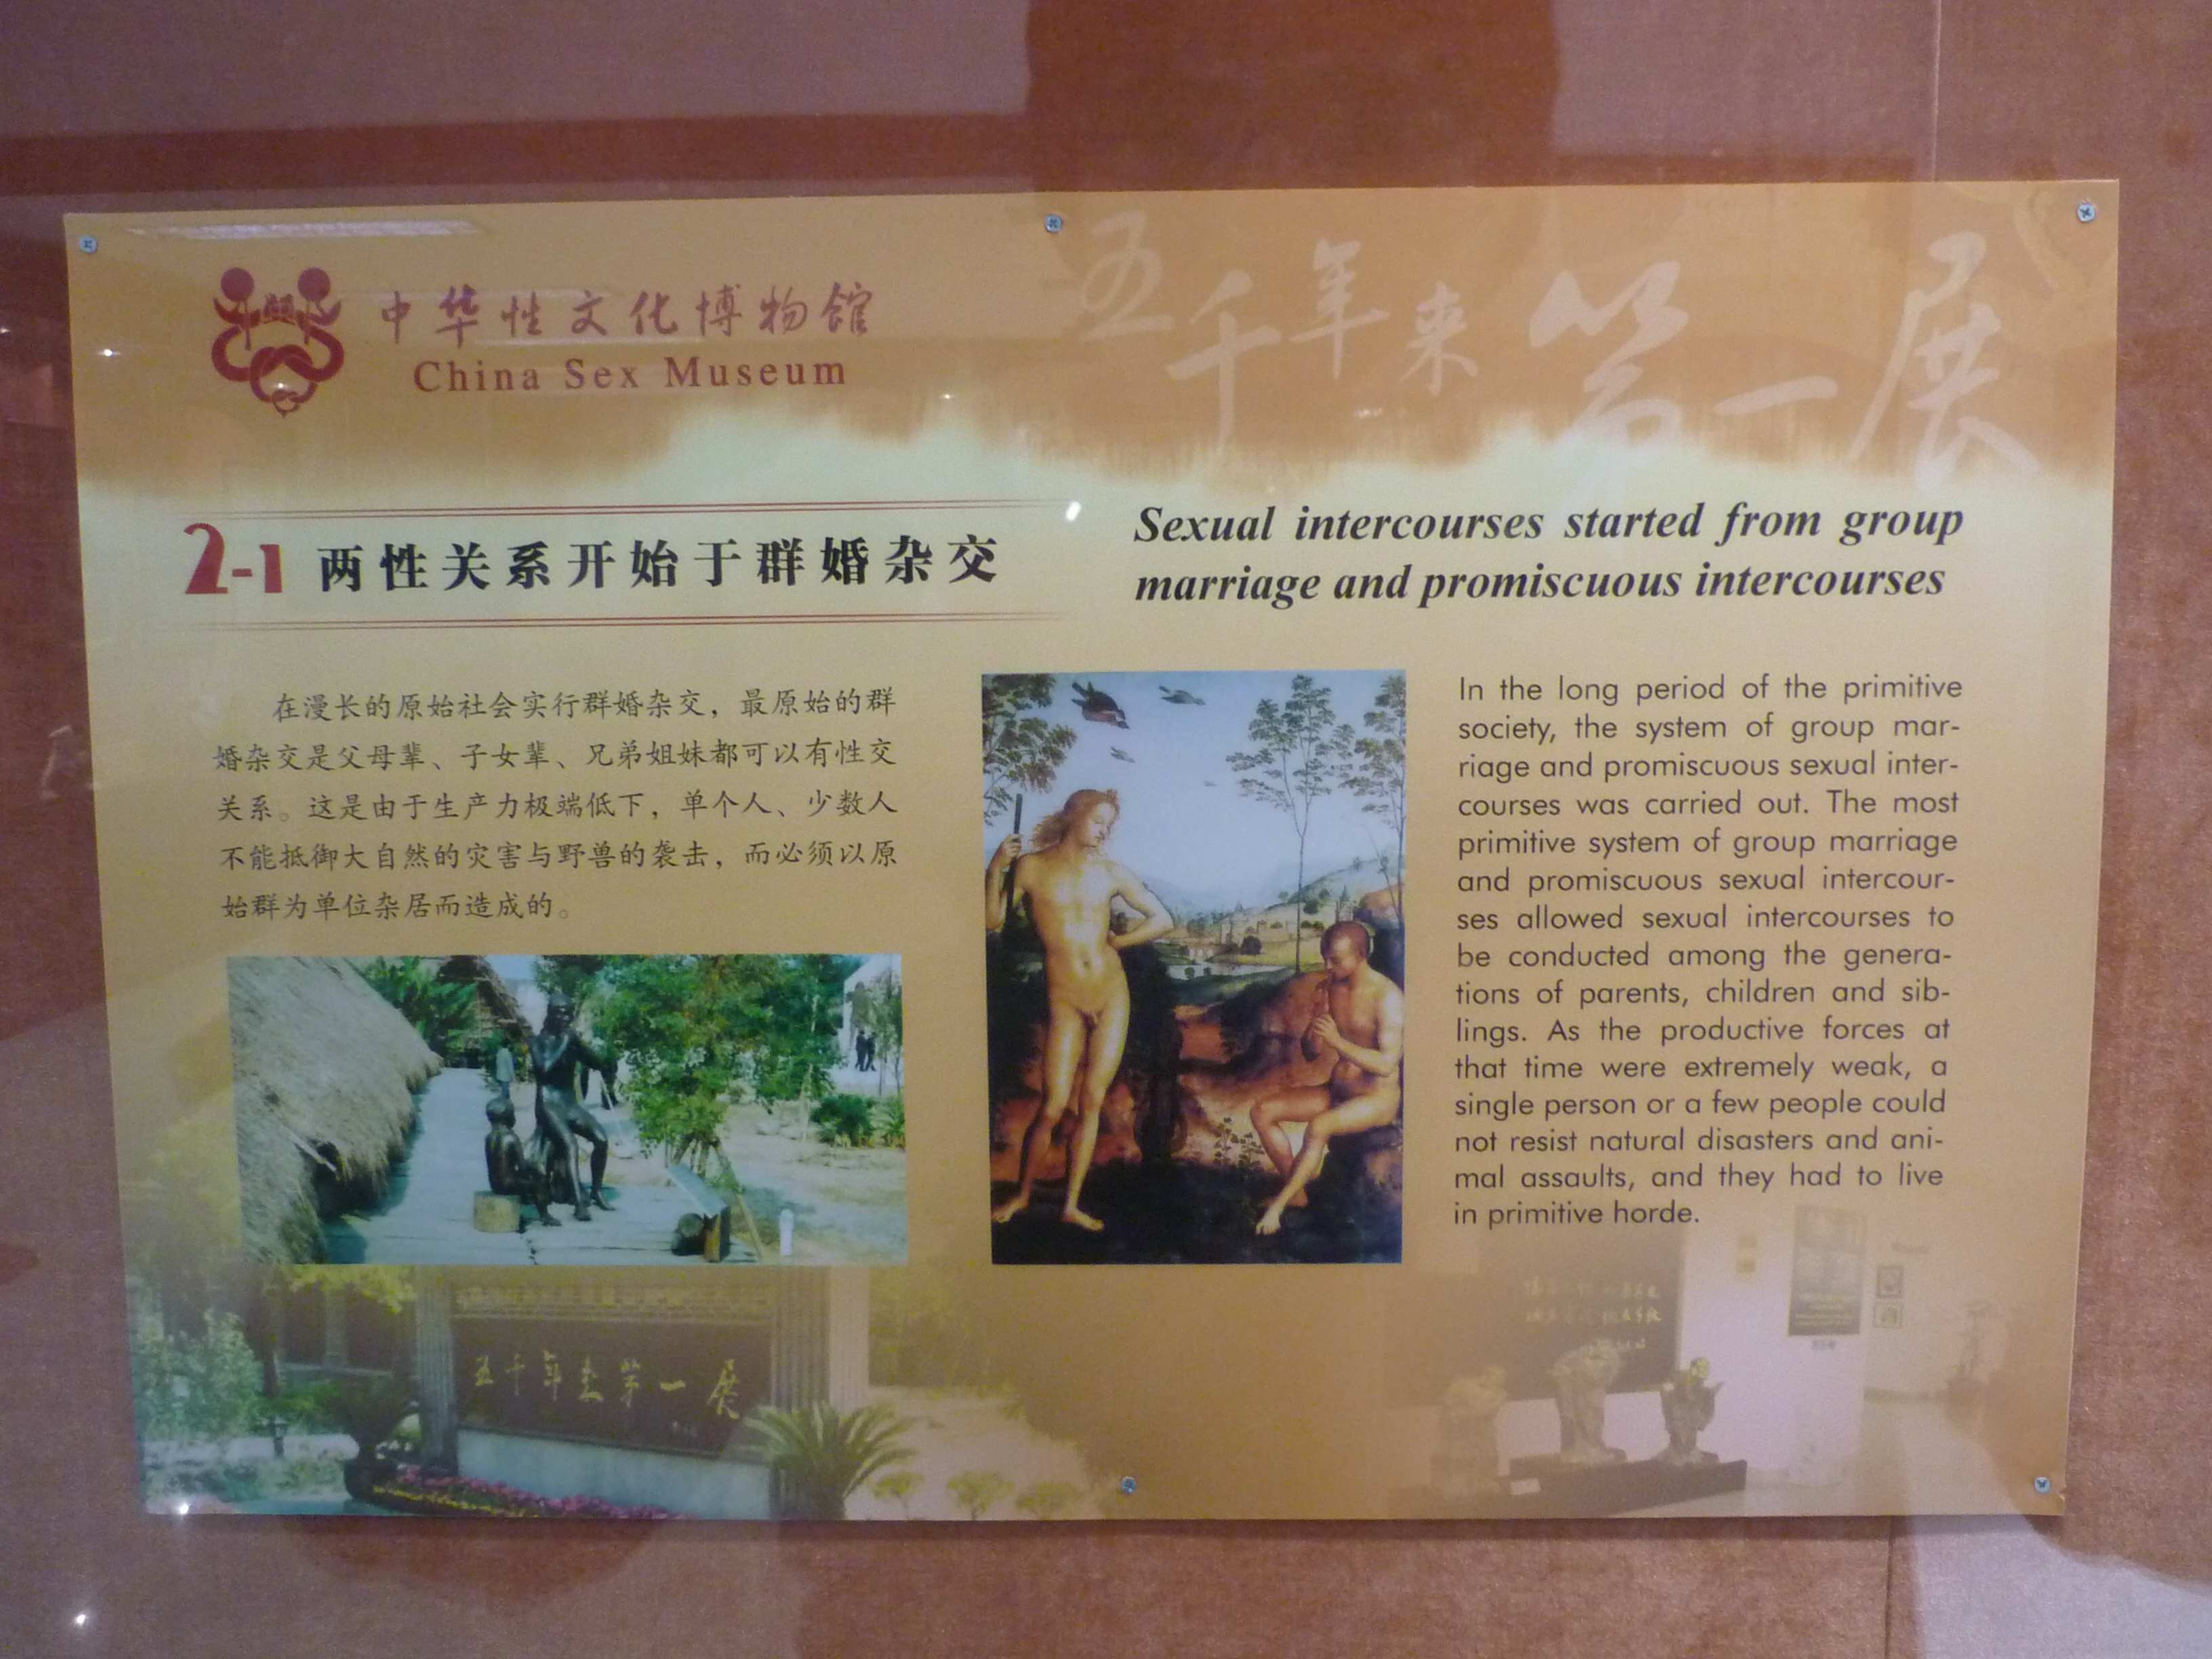 中华性文化博物馆
China Sex Museum
五千年来第一展
2-1 两性关系开始于群婚杂交
Sexual intercourses started from group
marriage and promiscuous intercourses
在漫长的原始社会实行群婚杂交，最原始的群
婚杂交是父母辈、子女辈、兄弟姐妹都可以有性交
关系。这是由于生产力极端低下，单个人、少数人
不能抵御大自然的灾害与野兽的袭击，而必须以原
始群为单位杂居而造成的。
In the long period of the primitive
society, the system of group mar-
riage and promiscuous sexual inter-
courses was carried out. The most
primitive system of group marriage
and promiscuous sexual intercour-
ses allowed sexual intercourses to
be conducted among the genera-
tions of parents, children and sib-
lings. As the productive forces at
that time were extremely weak, a
single person or a few people could
not resist natural disasters and ani-
mal assaults, and they had to live
in primitive horde.
五千年来第一展